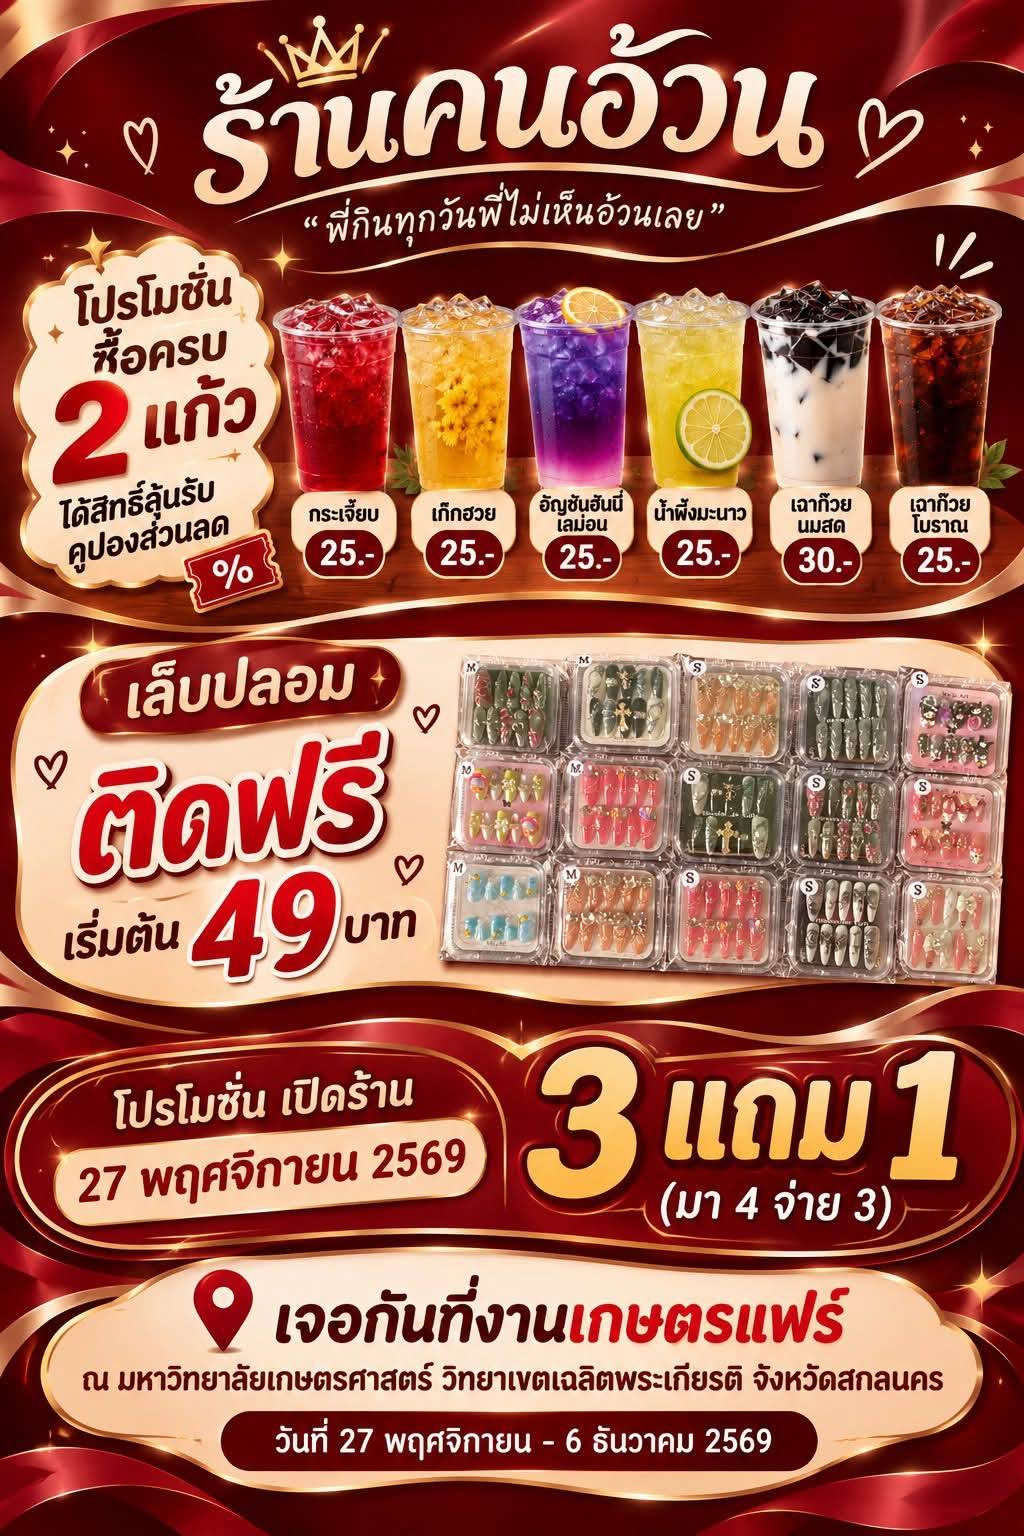 ร้านคนอ้วน
“พี่กินทุกวันพี่ไม่เห็นอ้วนเลย”
โปรโมชั่น
ซื้อครบ
2 แก้ว
ได้สิทธิ์ลุ้นรับ
คูปองส่วนลด
%
กระเจี๊ยบ
25.-
เก๊กฮวย
25.-
อัญชันฮันนี่
เลม่อน
25.-
น้ำผึ้งมะนาว
25.-
เฉาก๊วย
นมสด
30.-
เฉาก๊วย
โบราณ
25.-
เล็บปลอม
ติดฟรี
เริ่มต้น 49 บาท
M M S S S
M M S S S
M M S S S
โปรโมชั่น เปิดร้าน
27 พฤศจิกายน 2569
3 แถม 1
(มา 4 จ่าย 3)
เจอกันที่งานเกษตรแฟร์
ณ มหาวิทยาลัยเกษตรศาสตร์ วิทยาเขตเฉลิตพระเกียรติ จังหวัดสกลนคร
วันที่ 27 พฤศจิกายน - 6 ธันวาคม 2569